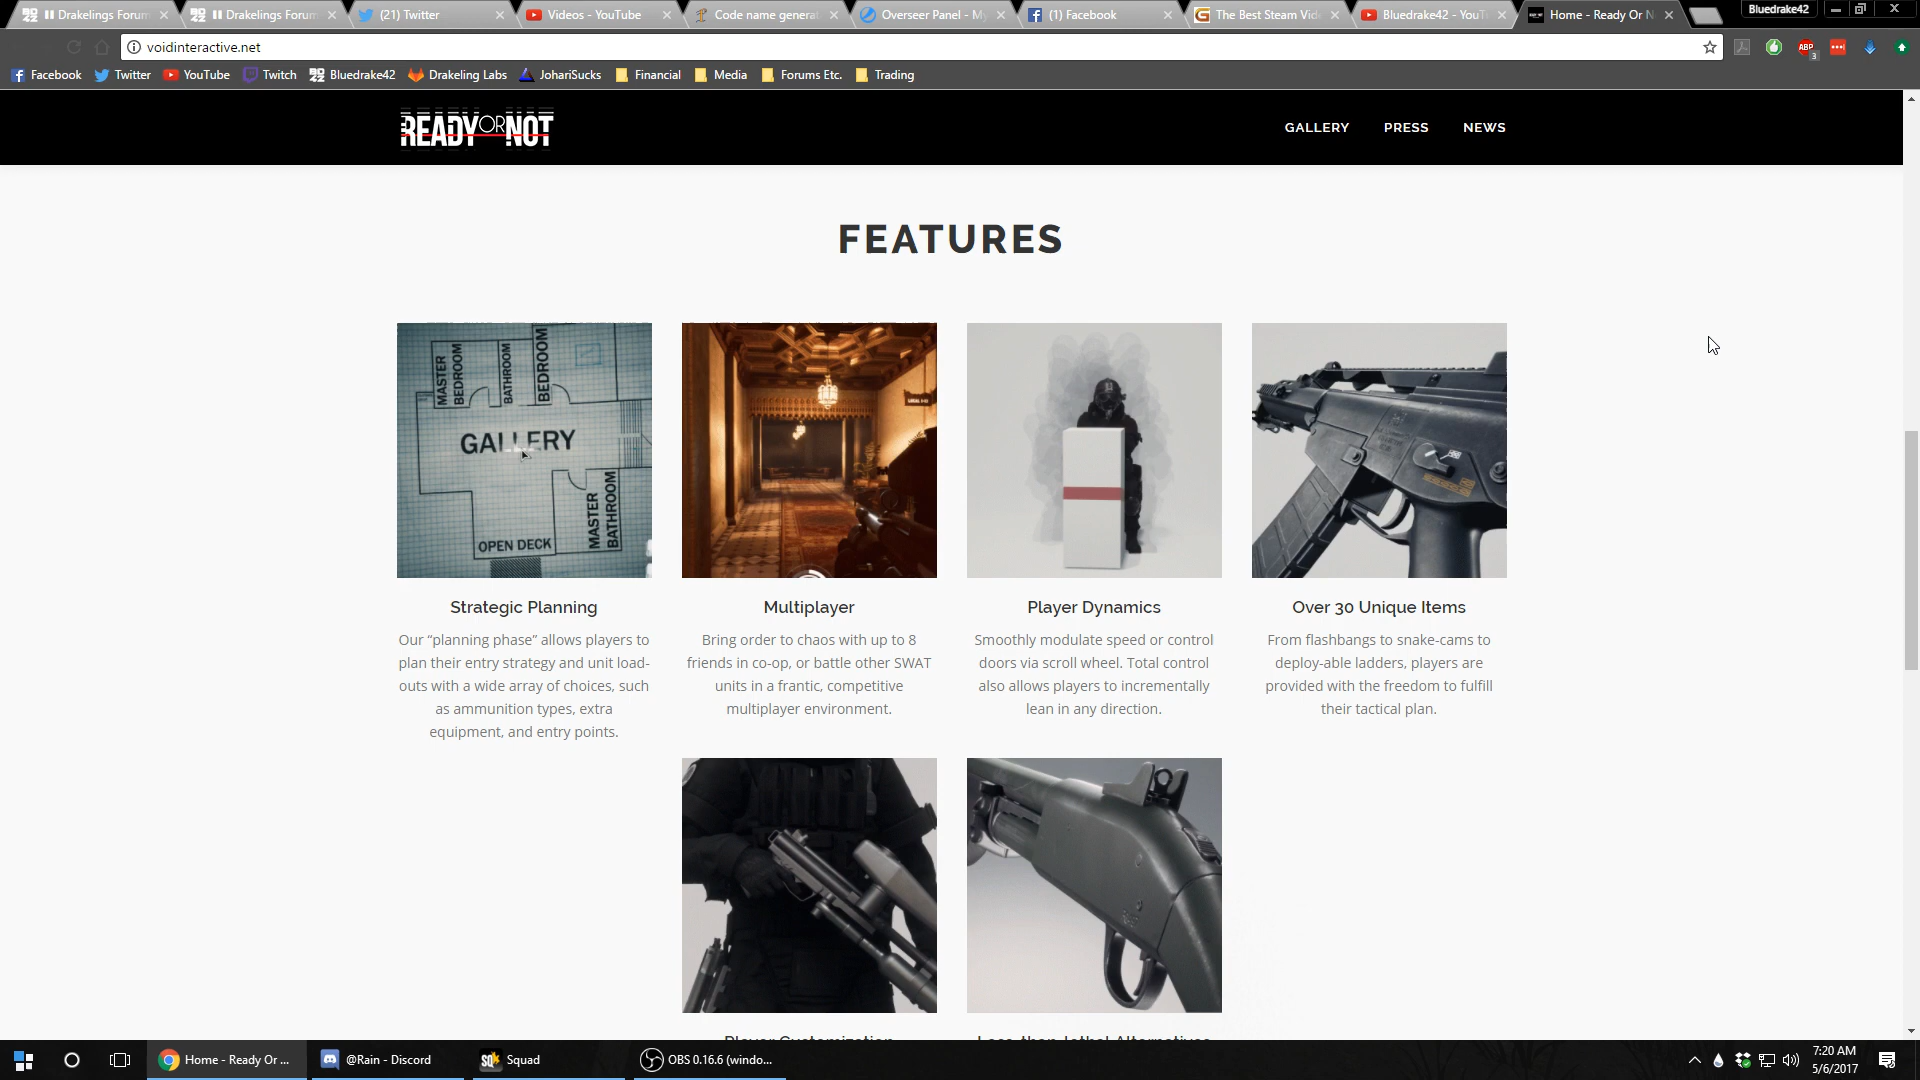 Drakelings Forum
Drakelings Forum
(21) Twitter
Videos - YouTube
Code name generat
Overseer Panel - My
(1) Facebook
The Best Steam Vid
Bluedrake42 - YouT
Home - Ready Or N
Bluedrake42
voidinteractive.net
ABP
3
Facebook
Twitter
YouTube
Twitch
Bluedrake42
Drakeling Labs
JohariSucks
Financial
Media
Forums Etc.
Trading
READY OR NOT
GALLERY
PRESS
NEWS
FEATURES
MASTER
BEDROOM
BATHROOM
BEDROOM
GALLERY
MASTER
BATHROOM
OPEN DECK
Strategic Planning
Our “planning phase” allows players to
plan their entry strategy and unit load-
outs with a wide array of choices, such
as ammunition types, extra
equipment, and entry points.
Multiplayer
Bring order to chaos with up to 8
friends in co-op, or battle other SWAT
units in a frantic, competitive
multiplayer environment.
Player Dynamics
Smoothly modulate speed or control
doors via scroll wheel. Total control
also allows players to incrementally
lean in any direction.
Over 30 Unique Items
From flashbangs to snake-cams to
deploy-able ladders, players are
provided with the freedom to fulfill
their tactical plan.
Player Customization
Less-than-lethal Alternatives
Home - Ready Or ...
@Rain - Discord
Squad
OBS 0.16.6 (windo...
7:20 AM
5/6/2017